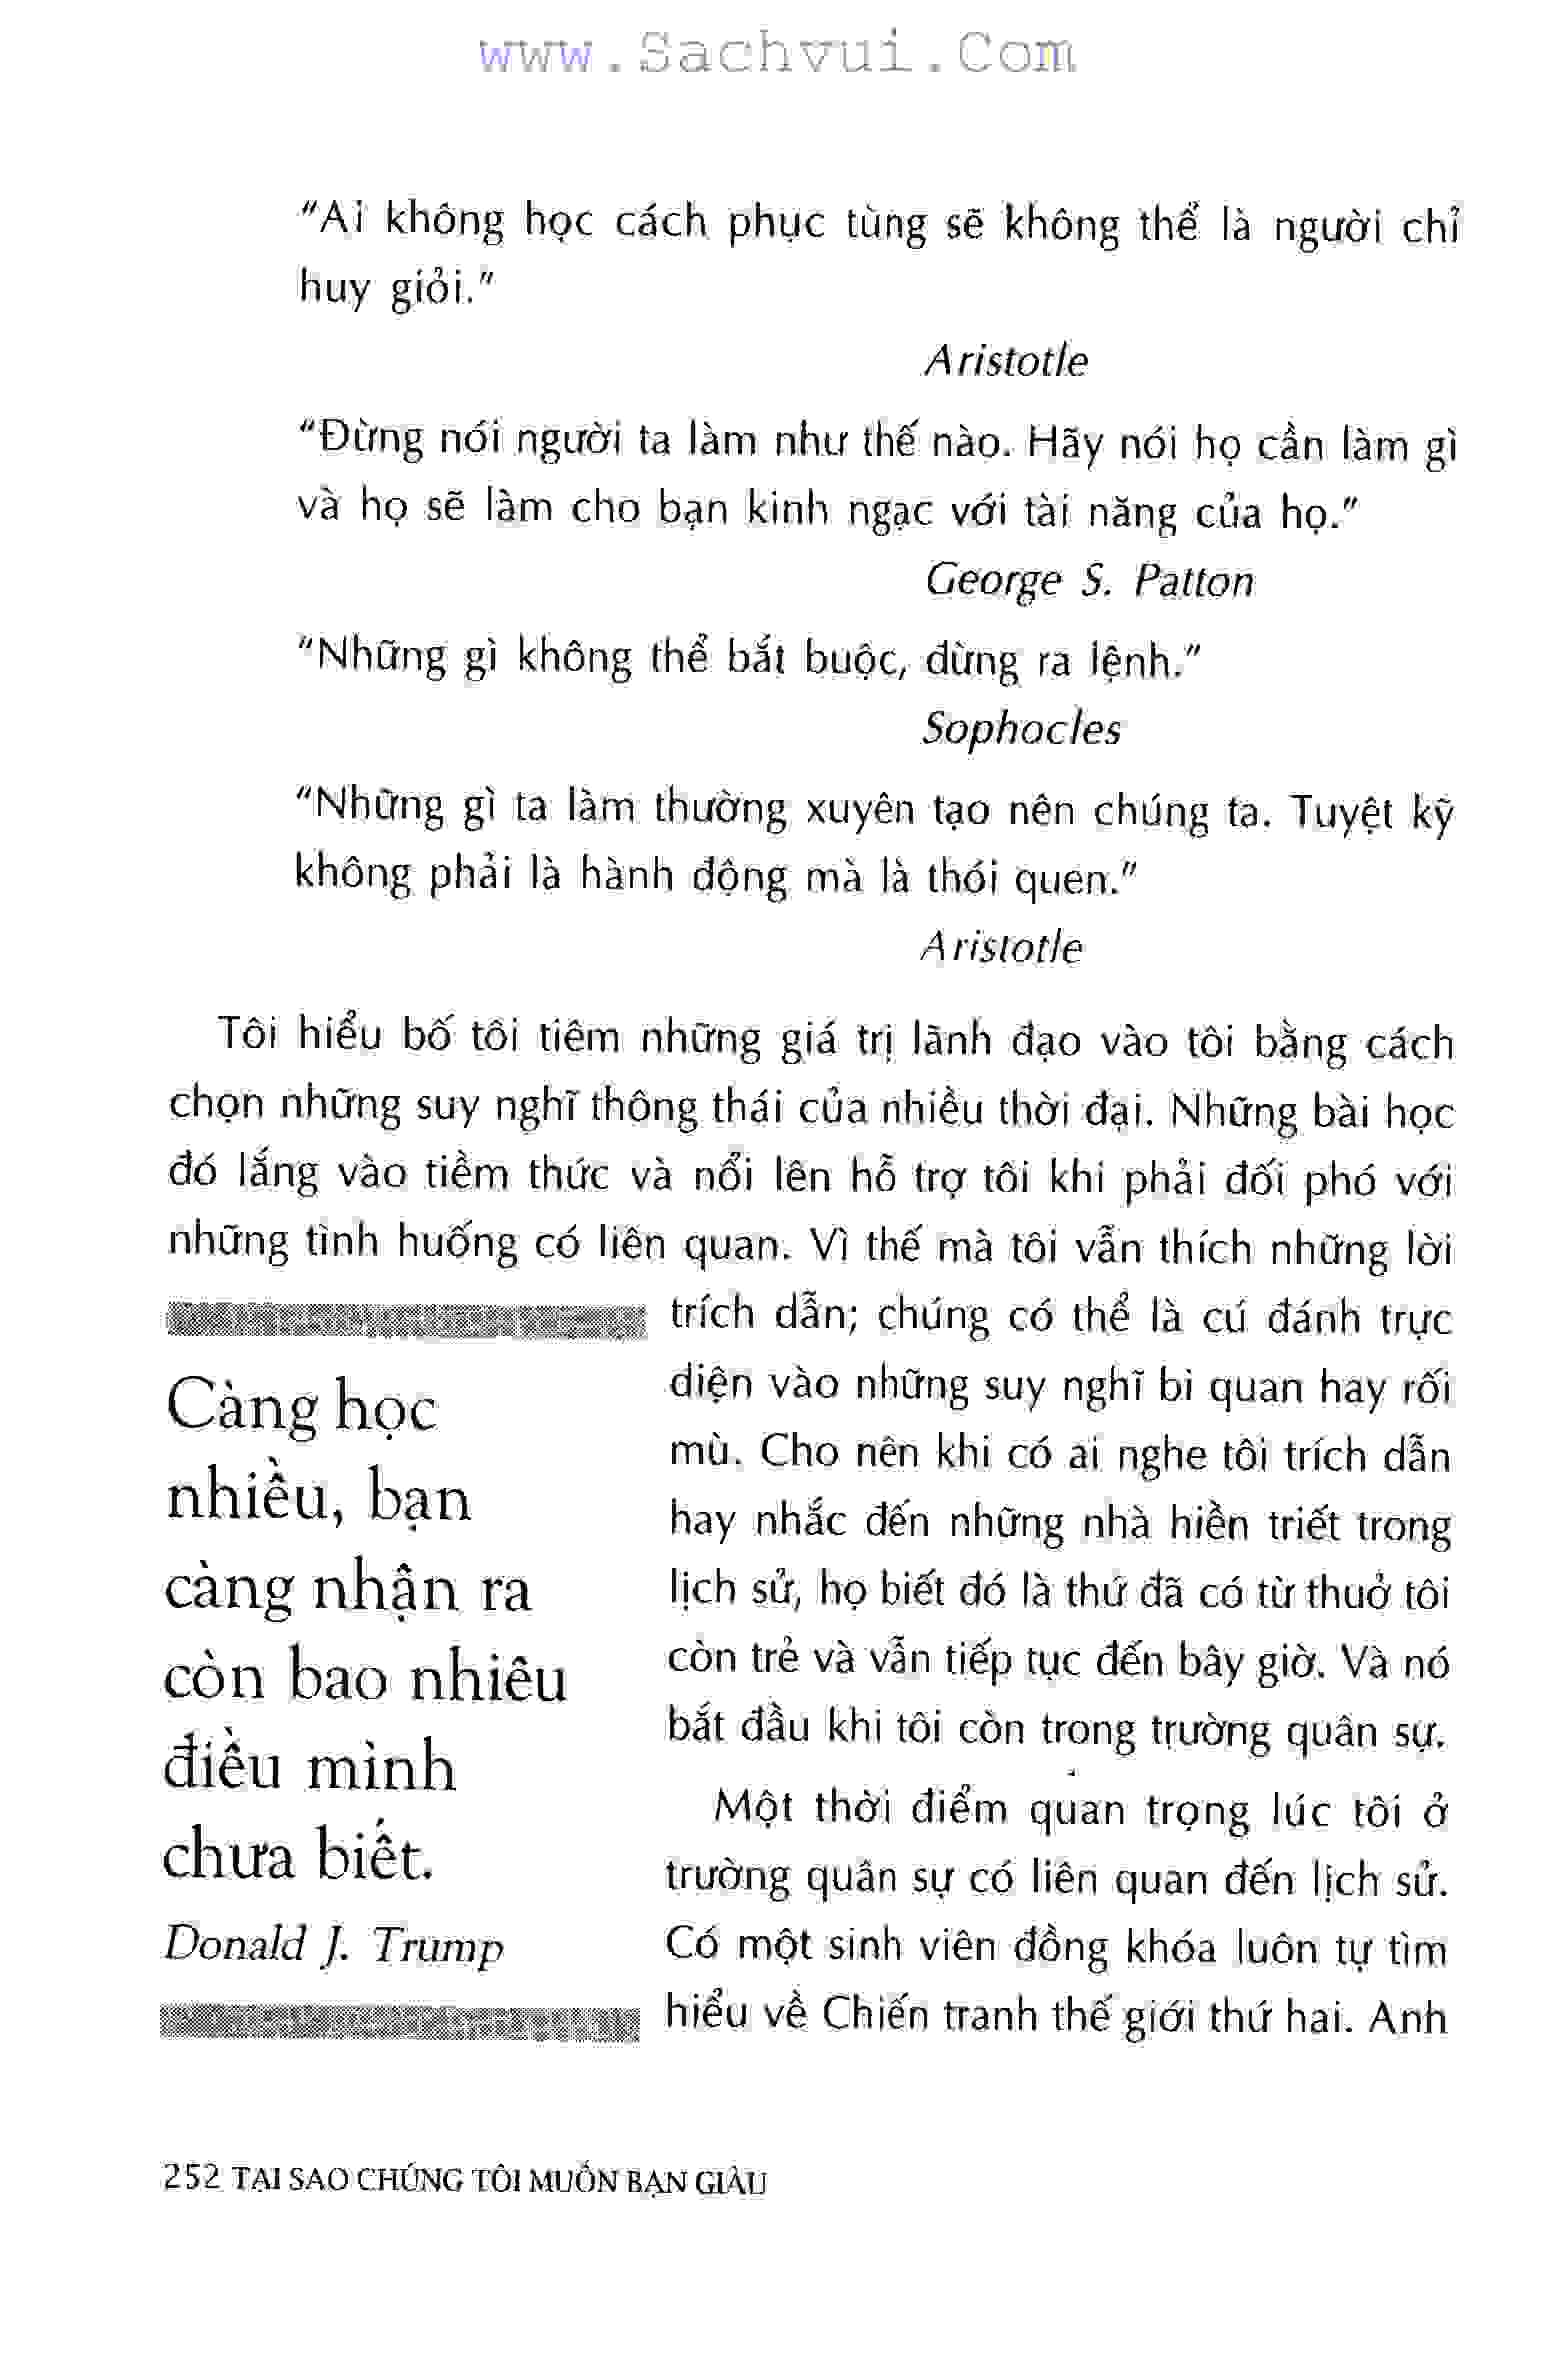 www.Sachvui.Com
"Ai không học cách phục tùng sẽ không thể là người chỉ
huy giỏi."
Aristotle
"Đừng nói người ta làm như thế nào. Hãy nói họ cần làm gì
và họ sẽ làm cho bạn kinh ngạc với tài năng của họ."
George S. Patton
"Những gì không thể bắt buộc, đừng ra lệnh."
Sophocles
"Những gì ta làm thường xuyên tạo nên chúng ta. Tuyệt kỹ
không phải là hành động mà là thói quen."
Aristotle
Tôi hiểu bố tôi tiêm những giá trị lãnh đạo vào tôi bằng cách
chọn những suy nghĩ thông thái của nhiều thời đại. Những bài học
đó lắng vào tiềm thức và nổi lên hỗ trợ tôi khi phải đối phó với
những tình huống có liên quan. Vì thế mà tôi vẫn thích những lời
trích dẫn; chúng có thể là cú đánh trực
diện vào những suy nghĩ bi quan hay rối
mù. Cho nên khi có ai nghe tôi trích dẫn
hay nhắc đến những nhà hiền triết trong
lịch sử, họ biết đó là thứ đã có từ thuở tôi
còn trẻ và vẫn tiếp tục đến bây giờ. Và nó
bắt đầu khi tôi còn trong trường quân sự.
Một thời điểm quan trọng lúc tôi ở
trường quân sự có liên quan đến lịch sử.
Có một sinh viên đồng khóa luôn tự tìm
hiểu về Chiến tranh thế giới thứ hai. Anh
Càng học
nhiều, bạn
càng nhận ra
còn bao nhiêu
điều mình
chưa biết.
Donald J. Trump
252 TẠI SAO CHÚNG TÔI MUỐN BẠN GIÀU